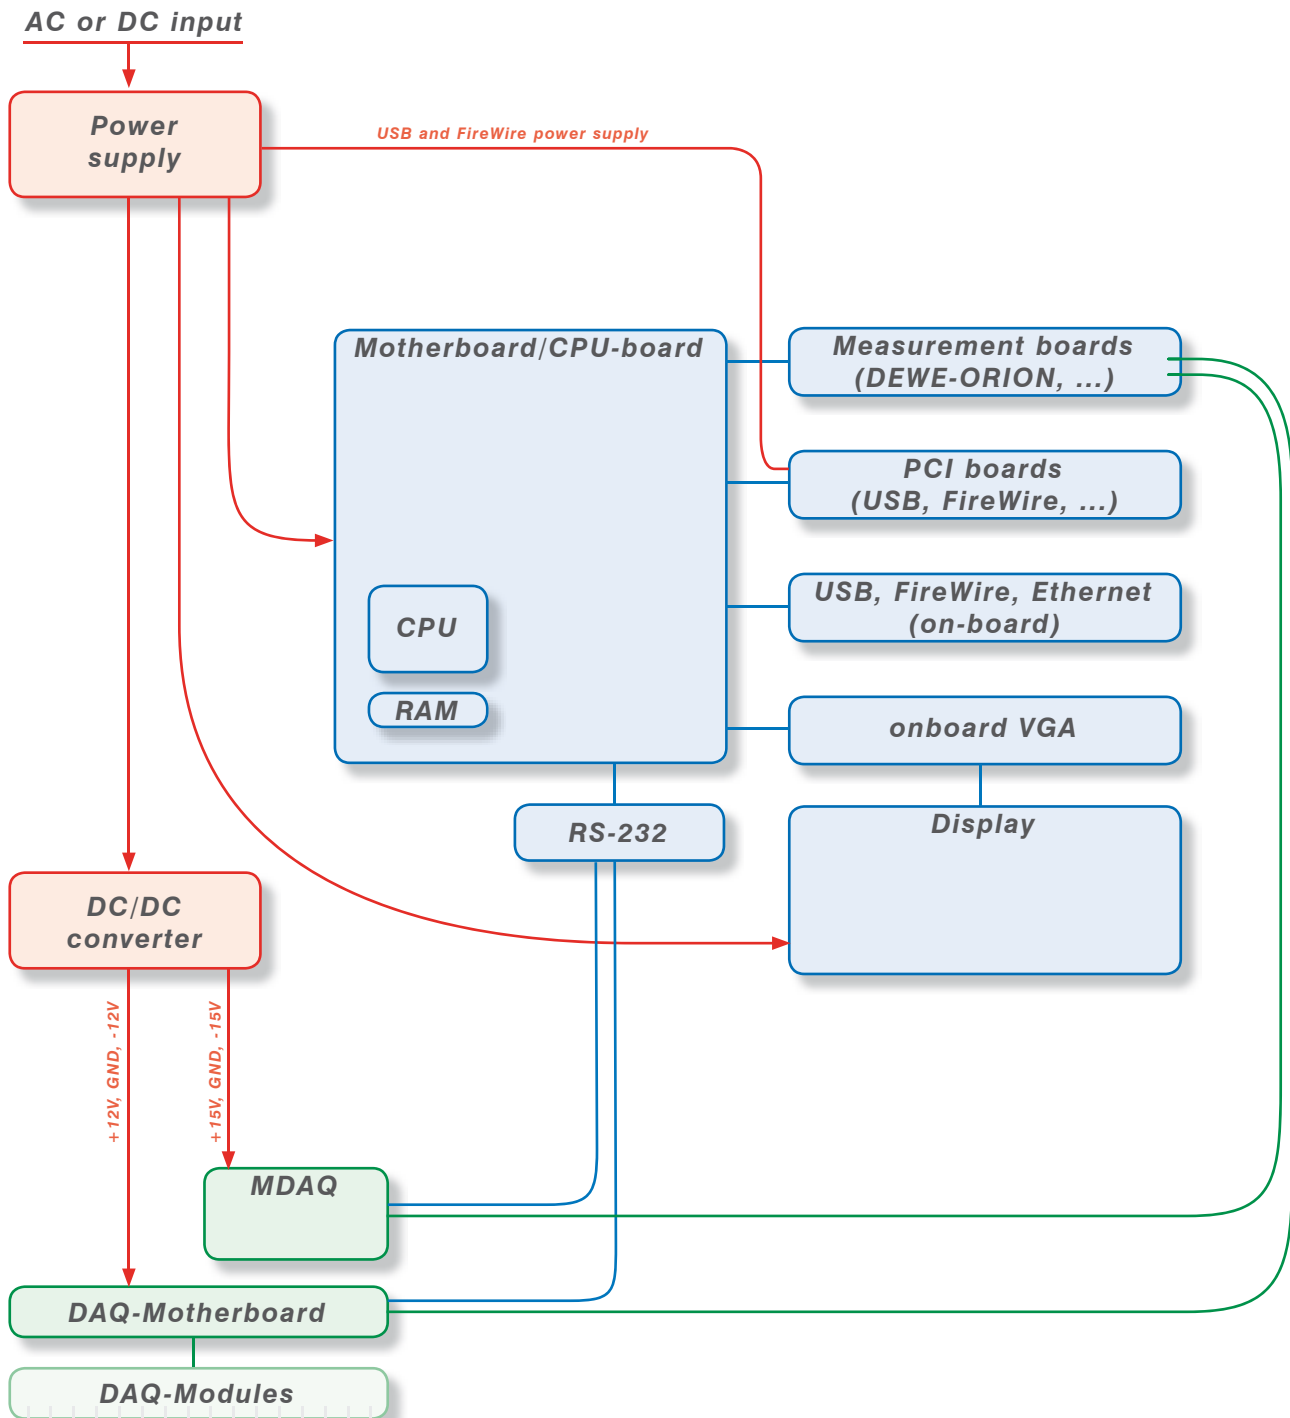 AC or DC input
Power
supply
USB and FireWire power supply
Motherboard/CPU-board
Measurement boards
(DEWE-ORION, ...)
PCI boards
(USB, FireWire, ...)
USB, FireWire, Ethernet
(on-board)
CPU
RAM
onboard VGA
RS-232
Display
DC/DC
converter
+12V, GND, -12V
+15V, GND, -15V
MDAQ
DAQ-Motherboard
DAQ-Modules